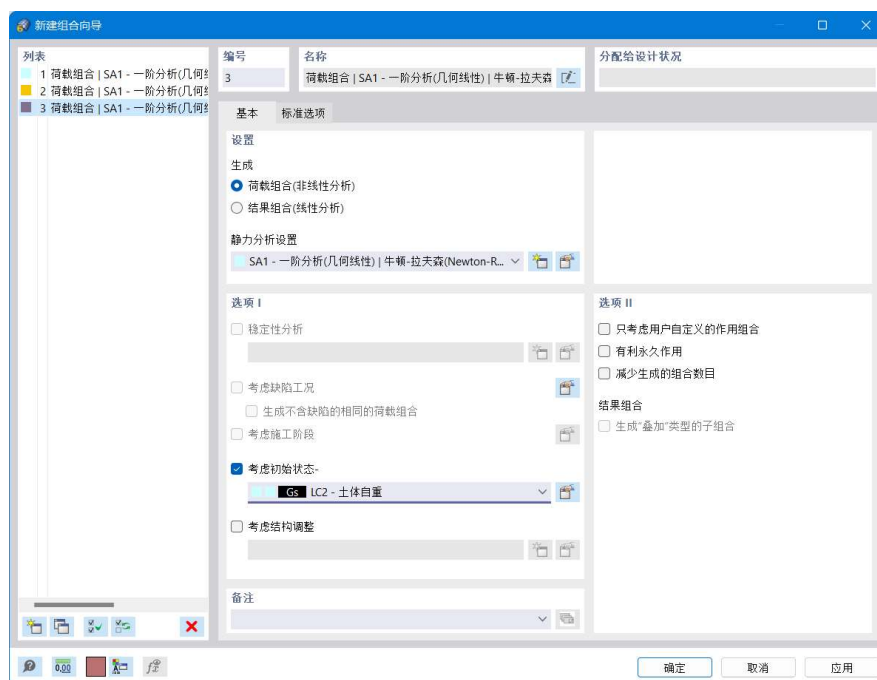 新建组合向导
列表
1 荷载组合 | SA1 - 一阶分析(几何线
2 荷载组合 | SA1 - 一阶分析(几何线
3 荷载组合 | SA1 - 一阶分析(几何线
编号
3
名称
荷载组合 | SA1 - 一阶分析(几何线性) | 牛顿-拉夫森
分配给设计状况
基本 标准选项
设置
生成
荷载组合(非线性分析)
结果组合(线性分析)
静力分析设置
SA1 - 一阶分析(几何线性) | 牛顿-拉夫森(Newton-R...
选项 I
稳定性分析
考虑缺陷工况
生成不含缺陷的相同的荷载组合
考虑施工阶段
考虑初始状态-
Gs LC2 - 土体自重
考虑结构调整
备注
选项 II
只考虑用户自定义的作用组合
有利永久作用
减少生成的组合数目
结果组合
生成"叠加"类型的子组合
0,00
确定 取消 应用